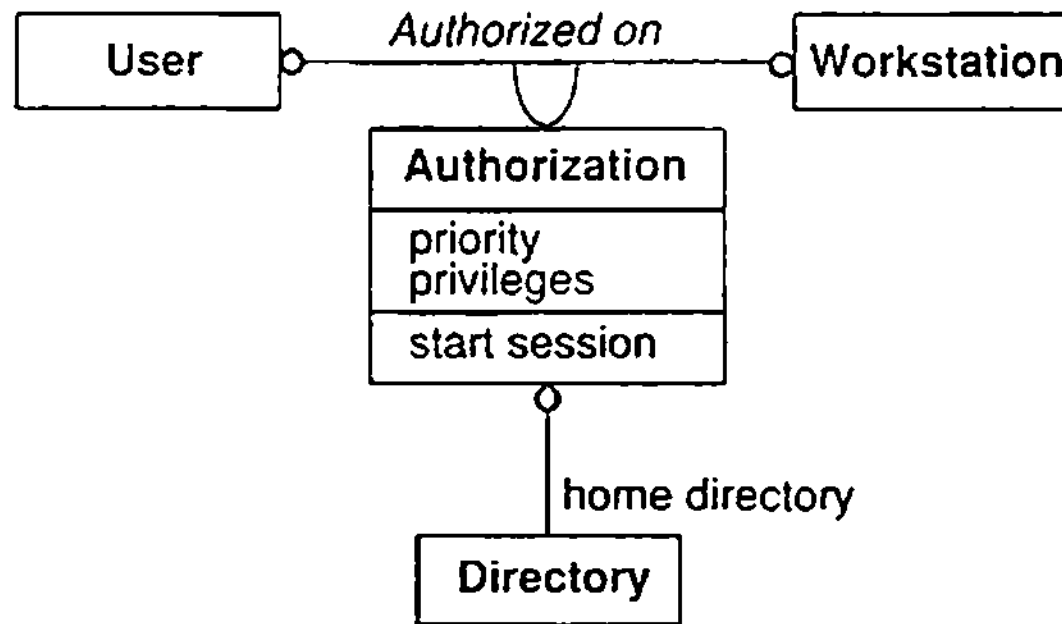 Authorized on
User
Workstation
Authorization
priority
privileges
start session
home directory
Directory